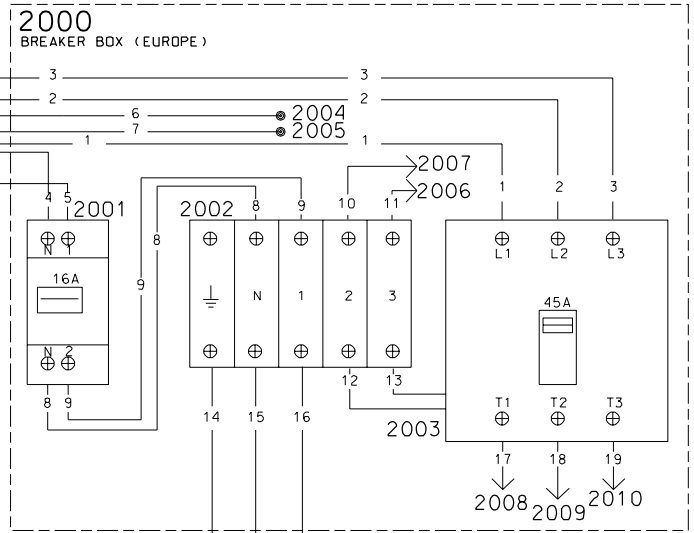 2000
BREAKER BOX (EUROPE)
3 3
2 2
6 2004
7 2005
1 1
2007
2006
4 5 2001 2002 8 9 10 11 1 2 3
8
N 1
L1 L2 L3
16A
9
N 1 2 3
45A
N 2
8 9
12 13
T1 T2 T3
14 15 16
2003
17 18 19
2008 2009 2010